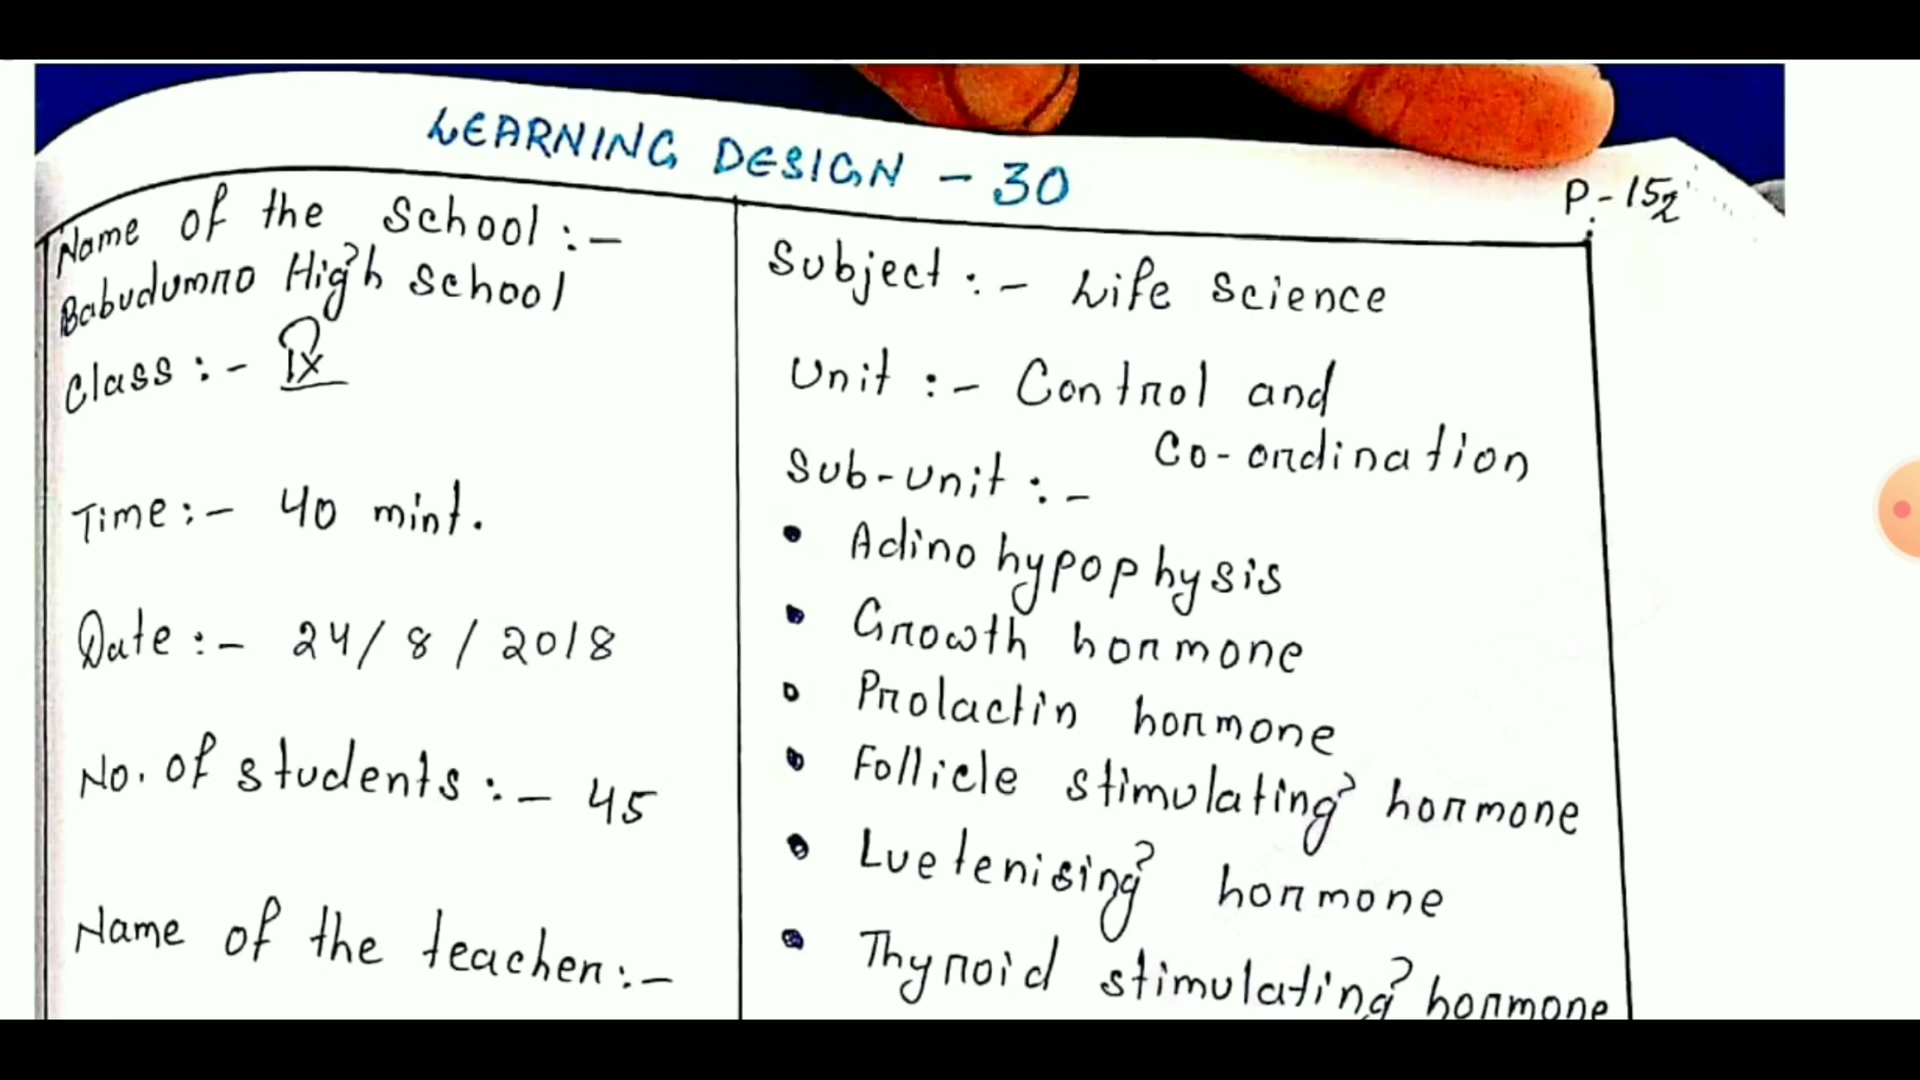 LEARNING DESIGN - 30
P.-152
Name of the School :-
Babudumro High School
Class :- IX
Time :- 40 mint.
Date :- 24/8/2018
No. of students :- 45
Name of the teacher :-
Subject :- Life Science
Unit :- Control and
Co-ordination
Sub-unit :-
• Adino hypophysis
• Growth hormone
• Prolactin hormone
• Follicle stimulating hormone
• Luetenising hormone
• Thyroid stimulating hormone